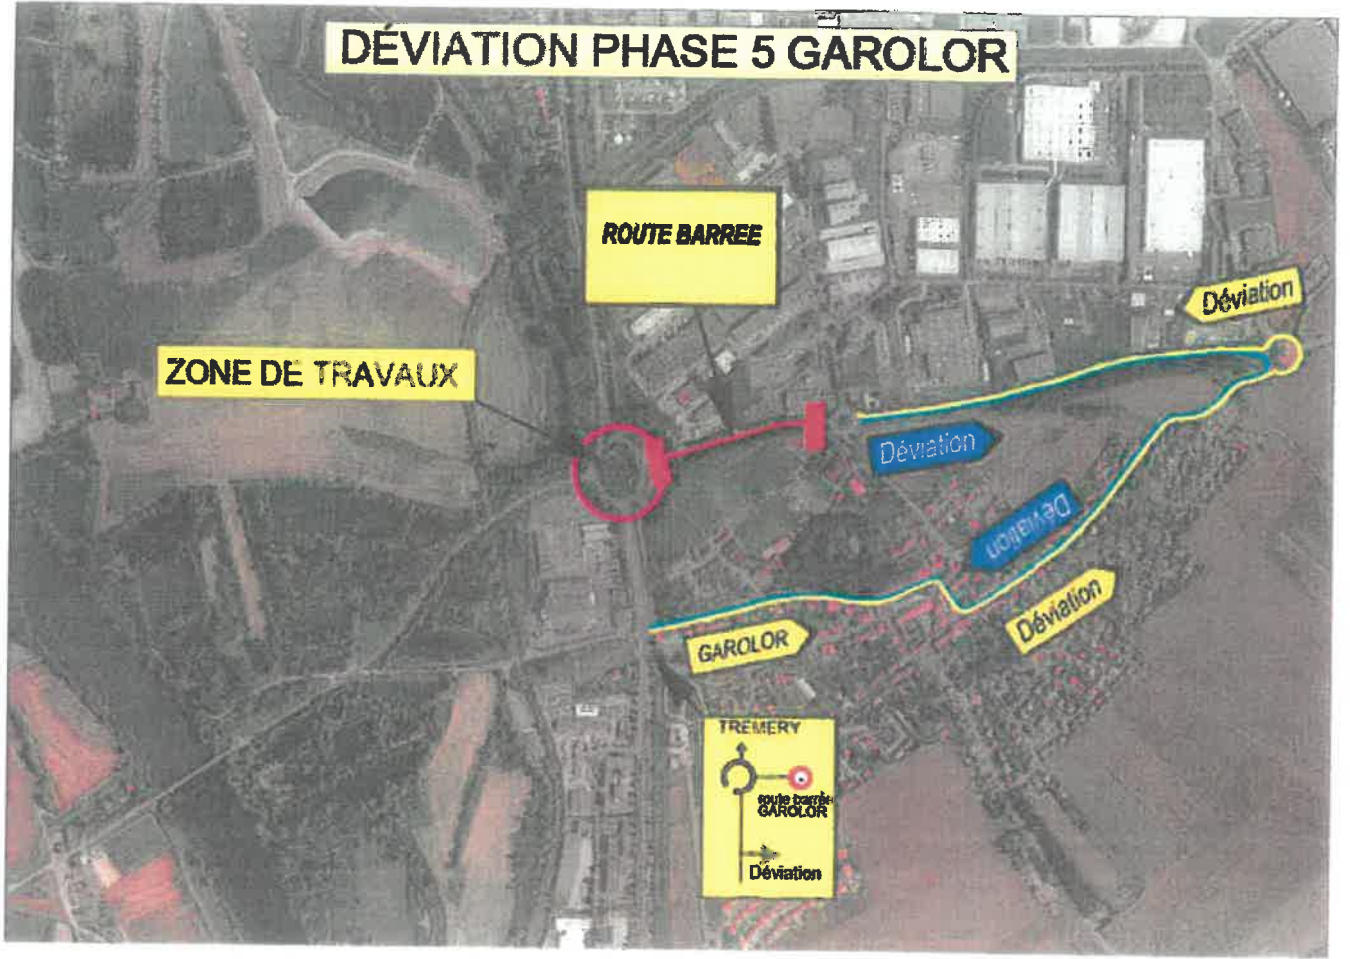 DÉVIATION PHASE 5 GAROLOR
ROUTE BARREE
Déviation
ZONE DE TRAVAUX
Déviation
Déviation
Déviation
GAROLOR
TREMERY
route barrée
GAROLOR
Déviation